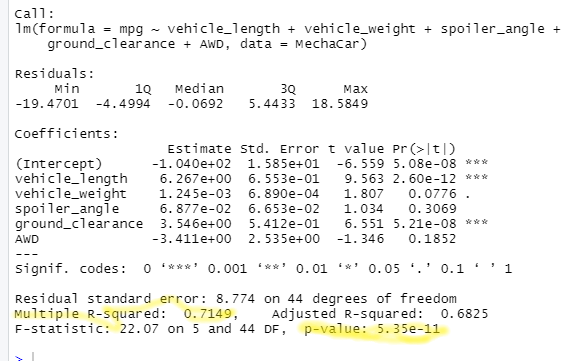 Call:
lm(formula = mpg ~ vehicle_length + vehicle_weight + spoiler_angle +
    ground_clearance + AWD, data = MechaCar)
Residuals:
     Min       1Q   Median       3Q      Max
-19.4701  -4.4994  -0.0692   5.4433  18.5849
Coefficients:
                   Estimate Std. Error t value Pr(>|t|)
(Intercept)      -1.040e+02  1.585e+01  -6.559 5.08e-08 ***
vehicle_length    6.267e+00  6.553e-01   9.563 2.60e-12 ***
vehicle_weight    1.245e-03  6.890e-04   1.807   0.0776 .
spoiler_angle     6.877e-02  6.653e-02   1.034   0.3069
ground_clearance  3.546e+00  5.412e-01   6.551 5.21e-08 ***
AWD              -3.411e+00  2.535e+00  -1.346   0.1852
---
Signif. codes:  0 ‘***’ 0.001 ‘**’ 0.01 ‘*’ 0.05 ‘.’ 0.1 ‘ ’ 1
Residual standard error: 8.774 on 44 degrees of freedom
Multiple R-squared:  0.7149,	Adjusted R-squared:  0.6825
F-statistic: 22.07 on 5 and 44 DF,  p-value: 5.35e-11
>